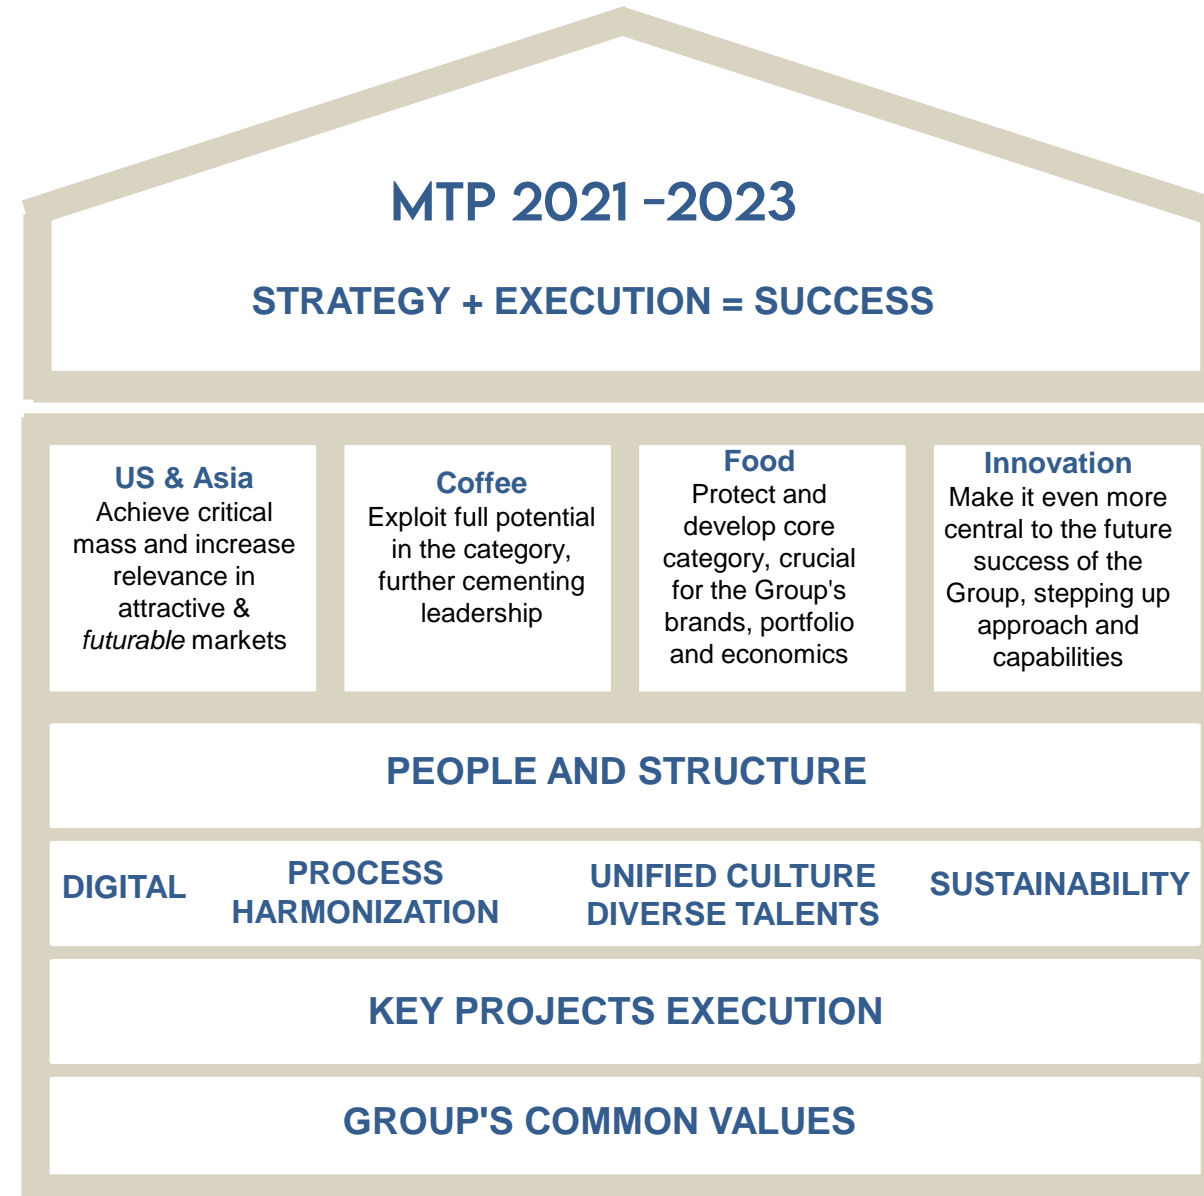 MTP 2021 -2023
STRATEGY + EXECUTION = SUCCESS
US & Asia
Achieve critical
mass and increase
relevance in
attractive &
futurable markets
Coffee
Exploit full potential
in the category,
further cementing
leadership
Food
Protect and
develop core
category, crucial
for the Group's
brands, portfolio
and economics
Innovation
Make it even more
central to the future
success of the
Group, stepping up
approach and
capabilities
PEOPLE AND STRUCTURE
DIGITAL
PROCESS
HARMONIZATION
UNIFIED CULTURE
DIVERSE TALENTS
SUSTAINABILITY
KEY PROJECTS EXECUTION
GROUP'S COMMON VALUES